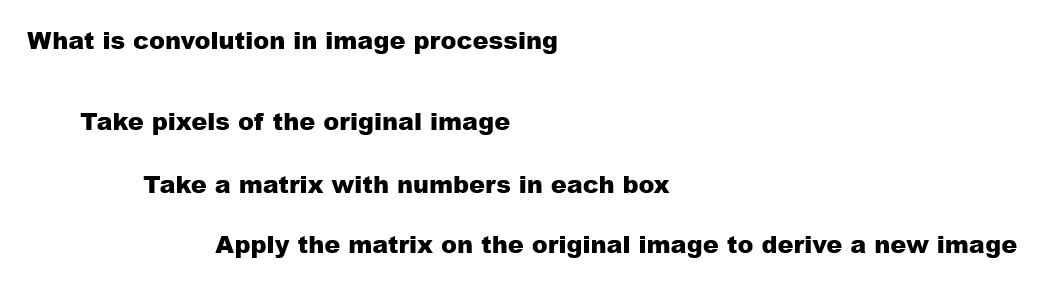 What is convolution in image processing
Take pixels of the original image
Take a matrix with numbers in each box
Apply the matrix on the original image to derive a new image